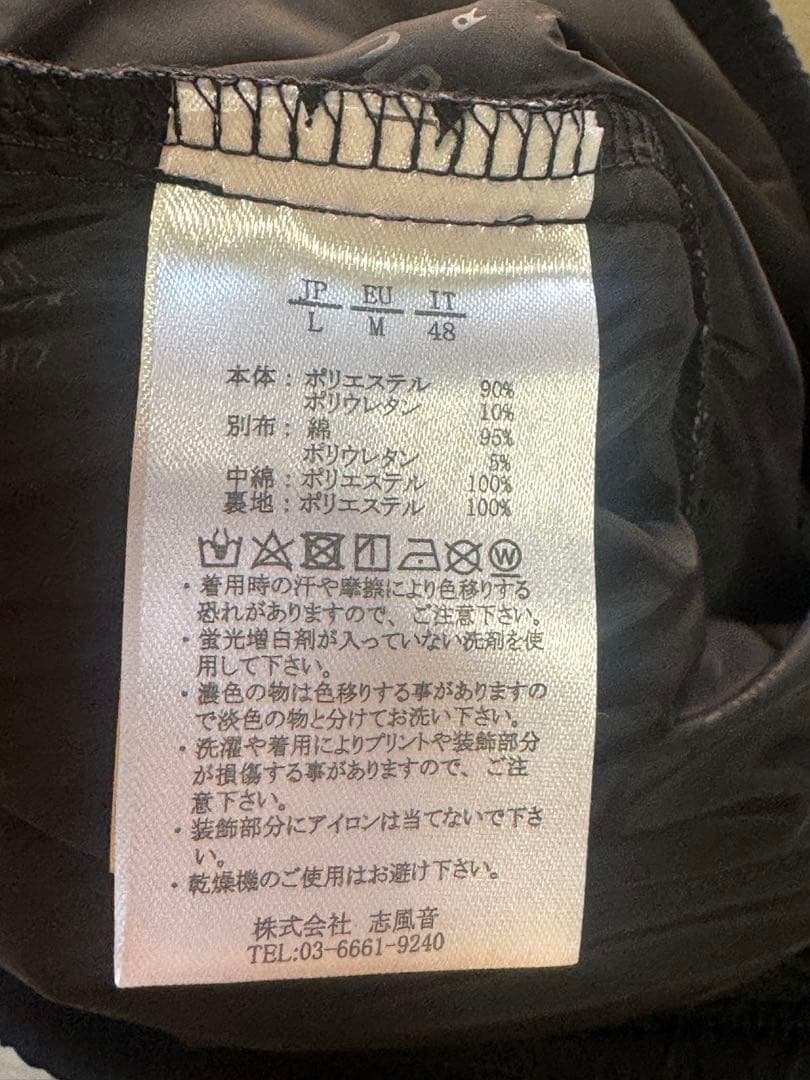 JP EU IT
L M 48
本体：ポリエステル 90%
ポリウレタン 10%
別布：綿 95%
ポリウレタン 5%
中綿：ポリエステル 100%
裏地：ポリエステル 100%
・着用時の汗や摩擦により色移りする
恐れがありますので、ご注意下さい。
・蛍光増白剤が入っていない洗剤を使
用して下さい。
・濃色の物は色移りする事がありますの
で淡色の物と分けてお洗い下さい。
・洗濯や着用によりプリントや装飾部分
が損傷する事がありますので、ご注
意下さい。
・装飾部分にアイロンは当てないで下さ
い。
・乾燥機のご使用はお避け下さい。
株式会社 志風音
TEL:03-6661-9240